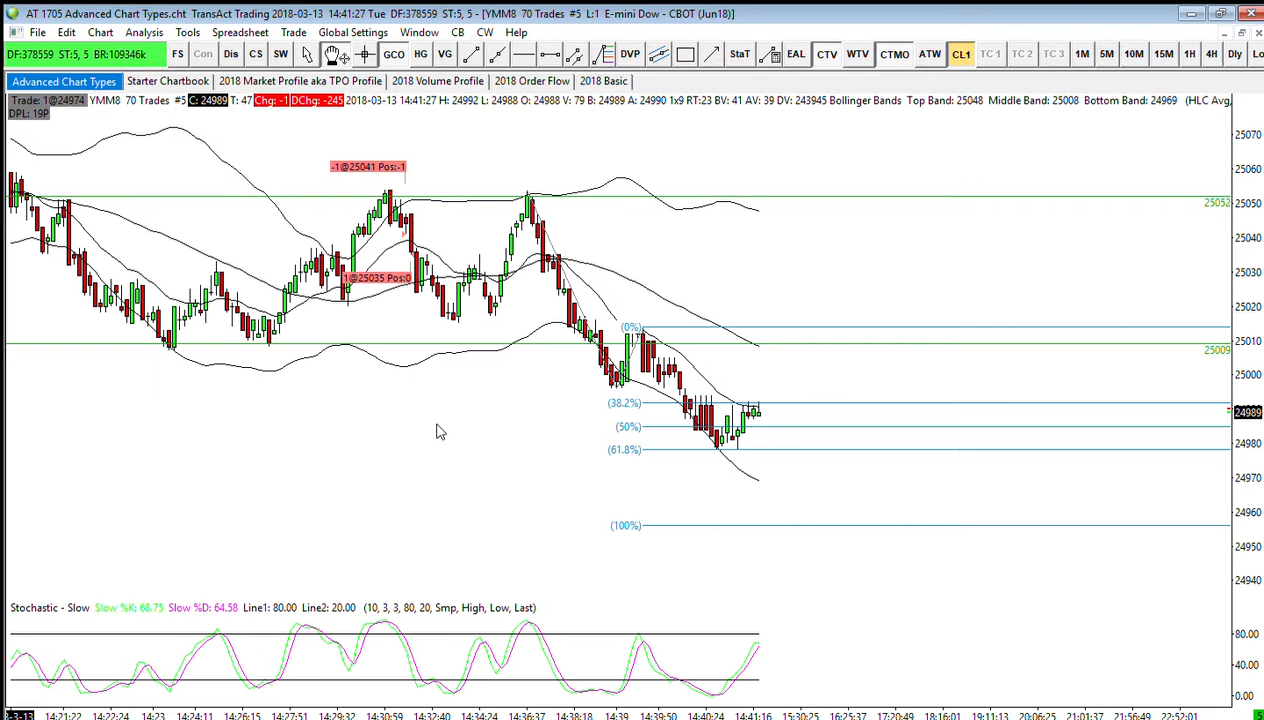 AT 1705 Advanced Chart Types.cht TransAct Trading 2018-03-13 14:41:27 Tue DF:378559 ST:5, 5 - [YMM8 70 Trades #5 L:1 E-mini Dow - CBOT (Jun18)]
File Edit Chart Analysis Tools Spreadsheet Trade Global Settings Window CB CW Help
DF:378559 ST:5, 5 BR:109346k FS Con Dis CS SW GCO HG VG DVP StaT EAL CTV WTV CTMO ATW CL1 TC 1 TC 2 TC 3 1M 5M 10M 15M 1H 4H Dly Lo
Advanced Chart Types Starter Chartbook 2018 Market Profile aka TPO Profile 2018 Volume Profile 2018 Order Flow 2018 Basic
Trade: 1@24974 YMM8 70 Trades #5 C: 24989 T: 47 Chg: -1 DChg: -245 2018-03-13 14:41:27 H: 24992 L: 24988 O: 24988 V: 79 B: 24989 A: 24990 1x9 RT:23 BV: 41 AV: 39 DV: 243945 Bollinger Bands Top Band: 25048 Middle Band: 25008 Bottom Band: 24969 (HLC Avg,
DPL: 19P
25070
-1@25041 Pos:-1
25060
25052
25050
25040
1@25035 Pos:0
25030
25020
(0%)
25010
25009
25000
(38.2%)
24989
(50%)
24980
(61.8%)
24970
24960
(100%)
24950
24940
Stochastic - Slow Slow %K: 68.75 Slow %D: 64.58 Line1: 80.00 Line2: 20.00 (10, 3, 3, 80, 20, Smp, High, Low, Last)
80.00
40.00
0.00
8-3-13 14:21:22 14:22:24 14:23 14:24:11 14:26:15 14:27:51 14:29:32 14:30:59 14:32:40 14:34:36 14:36:37 14:38:18 14:39 14:39:50 14:40:24 14:41:16 15:30:25 16:25:37 17:20:49 18:16:01 19:11:13 20:06:25 21:01:37 21:56:49 22:52:01 5